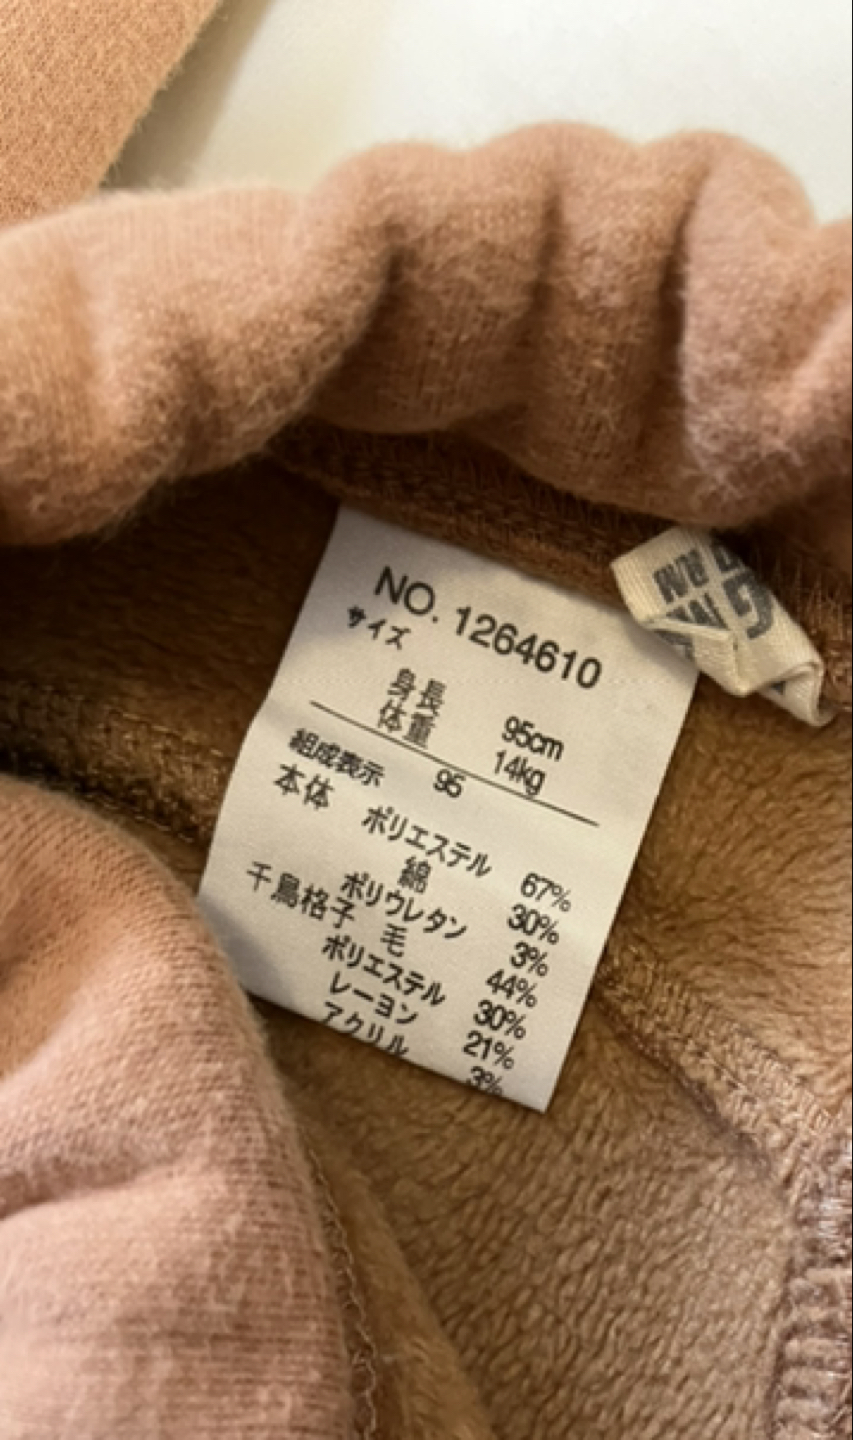 NO. 1264610
サイズ
身長 95cm
体重 14kg
95
組成表示
本体 ポリエステル 67%
綿 30%
ポリウレタン 3%
千鳥格子 毛 44%
ポリエステル 30%
レーヨン 21%
アクリル 3%